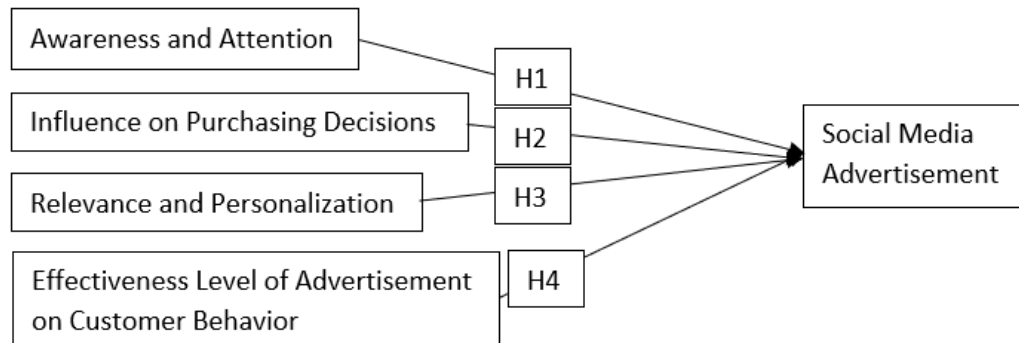 Awareness and Attention
H1
Influence on Purchasing Decisions
H2
Relevance and Personalization
H3
Effectiveness Level of Advertisement
on Customer Behavior
H4
Social Media
Advertisement